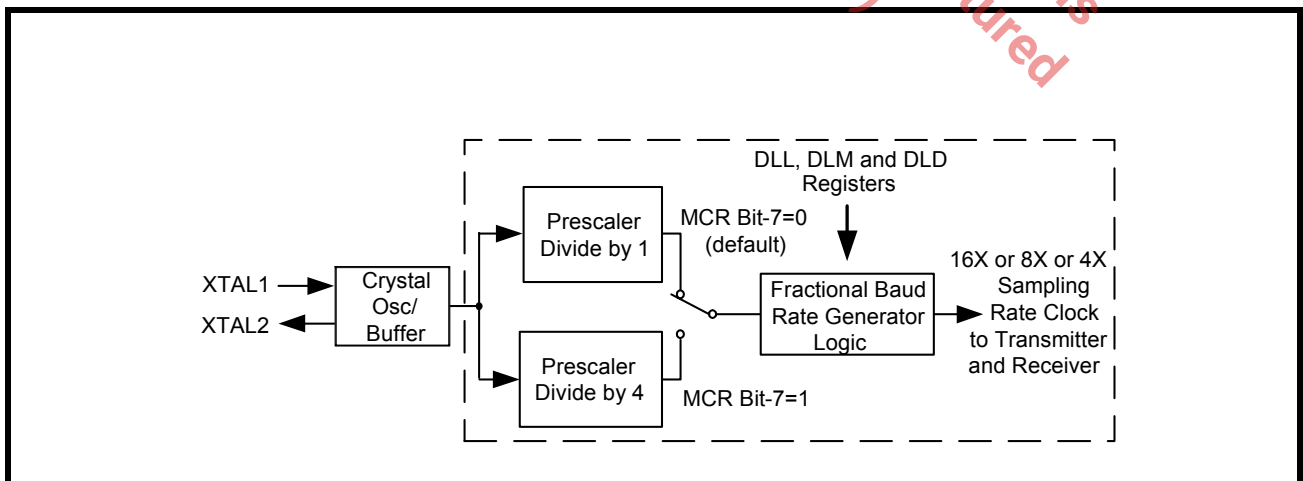 DLL, DLM and DLD
Registers
Prescaler
Divide by 1
MCR Bit-7=0
(default)
XTAL1
XTAL2
Crystal
Osc/
Buffer
Fractional Baud
Rate Generator
Logic
16X or 8X or 4X
Sampling
Rate Clock
to Transmitter
and Receiver
Prescaler
Divide by 4
MCR Bit-7=1